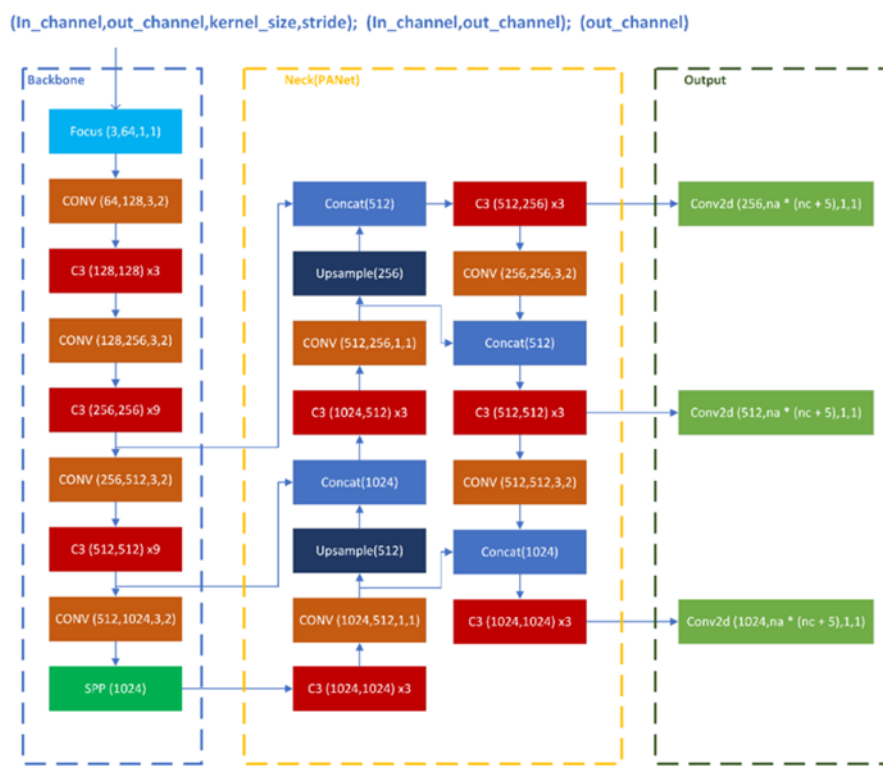 (In_channel,out_channel,kernel_size,stride); (In_channel,out_channel); (out_channel)
Backbone
Focus (3,64,1,1)
CONV (64,128,3,2)
C3 (128,128) x3
CONV (128,256,3,2)
C3 (256,256) x9
CONV (256,512,3,2)
C3 (512,512) x9
CONV (512,1024,3,2)
SPP (1024)
Neck(PANet)
Concat(512)
Upsample(256)
CONV (512,256,1,1)
C3 (1024,512) x3
Concat(1024)
Upsample(512)
CONV (1024,512,1,1)
C3 (1024,1024) x3
C3 (512,256) x3
CONV (256,256,3,2)
Concat(512)
C3 (512,512) x3
CONV (512,512,3,2)
Concat(1024)
C3 (1024,1024) x3
Output
Conv2d (256,na * (nc + 5),1,1)
Conv2d (512,na * (nc + 5),1,1)
Conv2d (1024,na * (nc + 5),1,1)